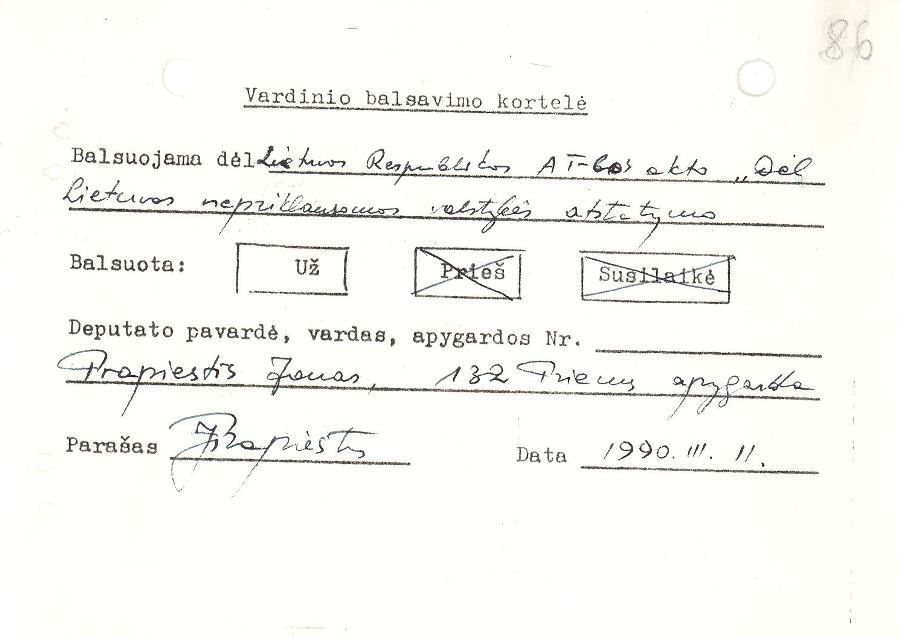 86
Vardinio balsavimo kortelė
Balsuojama dėl Lietuvos Respublikos AT-bos akto „Dėl
Lietuvos nepriklausomos valstybės atstatymo
Balsuota: Už Prieš Susilaikė
Deputato pavardė, vardas, apygardos Nr.
Prapiestis Jonas, 132 Prienų apygarda
Parašas JPrapiestis Data 1990. III. 11.